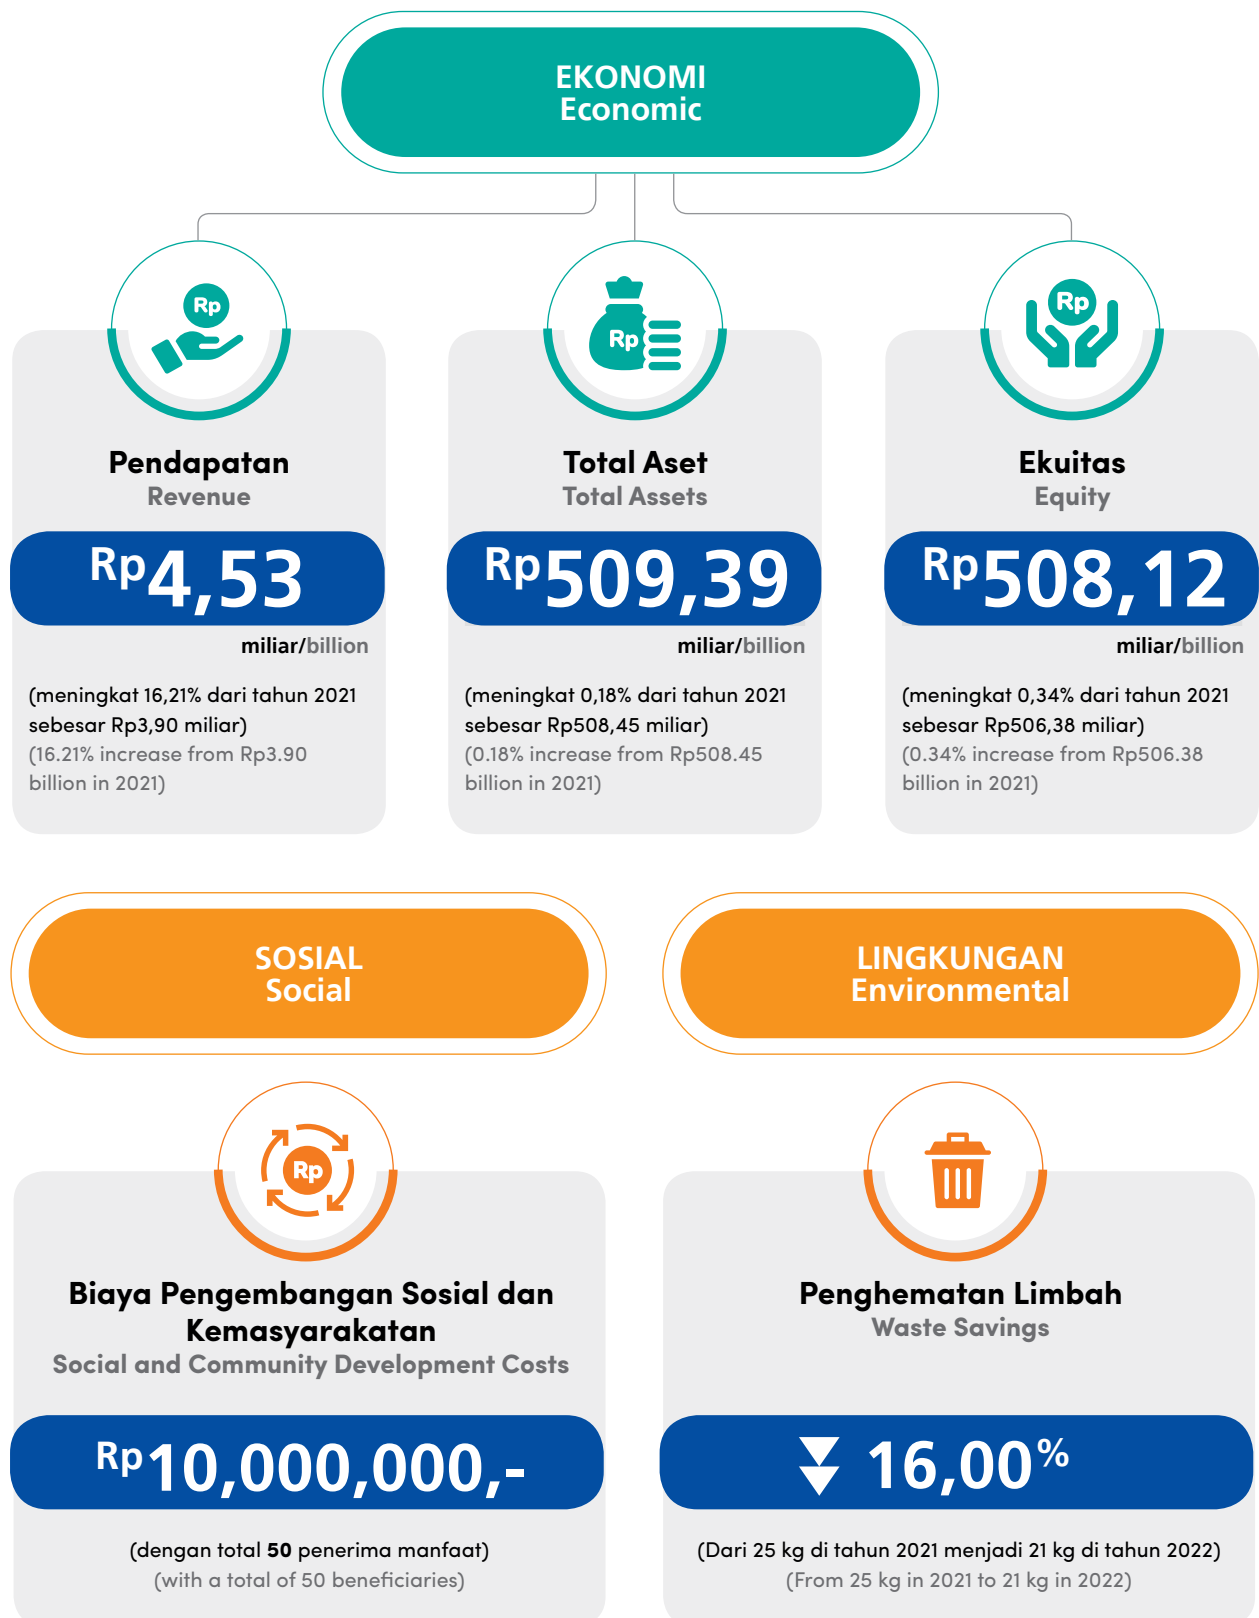 EKONOMI
Economic
Rp
Rp
Rp
Pendapatan
Revenue
Rp4,53
miliar/billion
(meningkat 16,21% dari tahun 2021
sebesar Rp3,90 miliar)
(16.21% increase from Rp3.90
billion in 2021)
Total Aset
Total Assets
Rp509,39
miliar/billion
(meningkat 0,18% dari tahun 2021
sebesar Rp508,45 miliar)
(0.18% increase from Rp508.45
billion in 2021)
Ekuitas
Equity
Rp508,12
miliar/billion
(meningkat 0,34% dari tahun 2021
sebesar Rp506,38 miliar)
(0.34% increase from Rp506.38
billion in 2021)
SOSIAL
Social
Rp
Biaya Pengembangan Sosial dan
Kemasyarakatan
Social and Community Development Costs
Rp10,000,000,-
(dengan total 50 penerima manfaat)
(with a total of 50 beneficiaries)
LINGKUNGAN
Environmental
Penghematan Limbah
Waste Savings
16,00%
(Dari 25 kg di tahun 2021 menjadi 21 kg di tahun 2022)
(From 25 kg in 2021 to 21 kg in 2022)